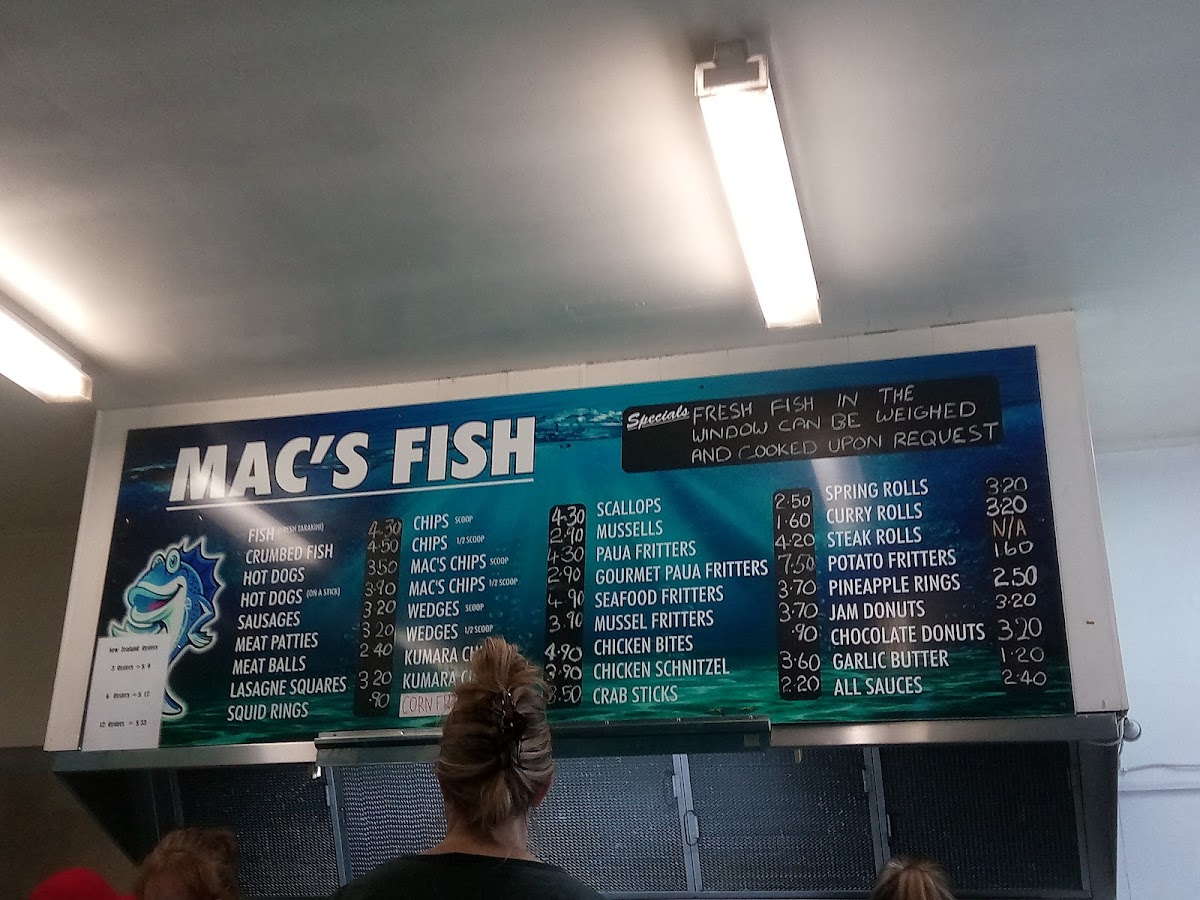 MAC'S FISH
Specials FRESH FISH IN THE
WINDOW CAN BE WEIGHED
AND COOKED UPON REQUEST
FISH (FRESH TARAKIHI) 4.30
CRUMBED FISH 4.50
HOT DOGS 3.50
HOT DOGS (ON A STICK) 3.90
SAUSAGES 3.20
MEAT PATTIES 3.20
MEAT BALLS 2.40
LASAGNE SQUARES 3.20
SQUID RINGS .90
CHIPS SCOOP 4.30
CHIPS 1/2 SCOOP 2.90
MAC'S CHIPS SCOOP 4.30
MAC'S CHIPS 1/2 SCOOP 2.90
WEDGES SCOOP 4.90
WEDGES 1/2 SCOOP 3.90
KUMARA 4.90
KUMARA 3.90
CORN 3.50
SCALLOPS 2.50
MUSSELLS 1.60
PAUA FRITTERS 4.20
GOURMET PAUA FRITTERS 7.50
SEAFOOD FRITTERS 3.70
MUSSEL FRITTERS 3.70
CHICKEN BITES .90
CHICKEN SCHNITZEL 3.60
CRAB STICKS 2.20
SPRING ROLLS 3.20
CURRY ROLLS 3.20
STEAK ROLLS N/A
POTATO FRITTERS 1.60
PINEAPPLE RINGS 2.50
JAM DONUTS 3.20
CHOCOLATE DONUTS 3.20
GARLIC BUTTER 1.20
ALL SAUCES 2.40
New Zealand Oysters